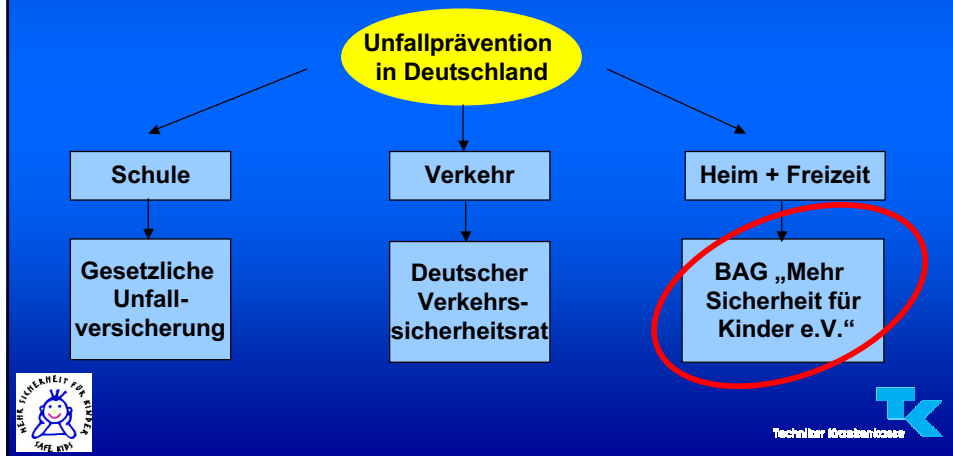 Unfallprävention
in Deutschland
Schule
Verkehr
Heim + Freizeit
Gesetzliche
Unfall-
versicherung
Deutscher
Verkehrs-
sicherheitsrat
BAG „Mehr
Sicherheit für
Kinder e.V.“
MEHR SICHERHEIT FÜR KINDER
SAFE KIDS
TK
Techniker Krankenkasse